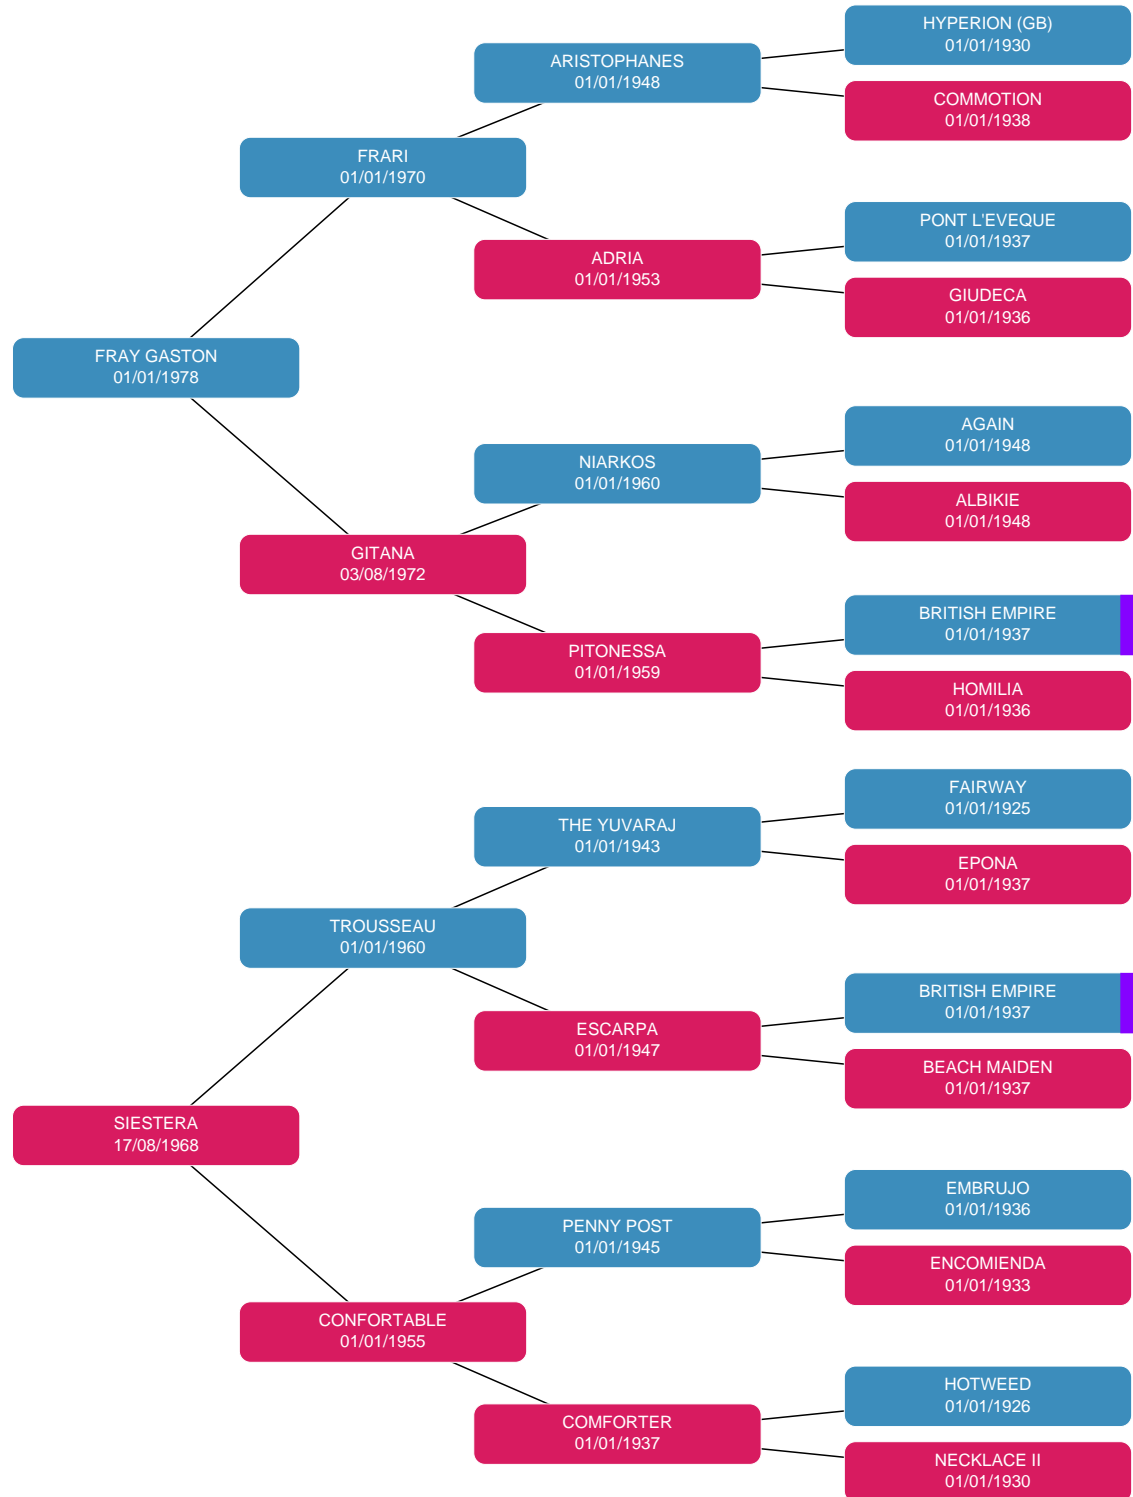 HYPERION (GB)
01/01/1930
ARISTOPHANES
01/01/1948
COMMOTION
01/01/1938
FRARI
01/01/1970
PONT L'EVEQUE
01/01/1937
ADRIA
01/01/1953
GIUDECA
01/01/1936
FRAY GASTON
01/01/1978
AGAIN
01/01/1948
NIARKOS
01/01/1960
ALBIKIE
01/01/1948
GITANA
03/08/1972
BRITISH EMPIRE
01/01/1937
PITONESSA
01/01/1959
HOMILIA
01/01/1936
FAIRWAY
01/01/1925
THE YUVARAJ
01/01/1943
EPONA
01/01/1937
TROUSSEAU
01/01/1960
BRITISH EMPIRE
01/01/1937
ESCARPA
01/01/1947
BEACH MAIDEN
01/01/1937
SIESTERA
17/08/1968
EMBRUJO
01/01/1936
PENNY POST
01/01/1945
ENCOMIENDA
01/01/1933
CONFORTABLE
01/01/1955
HOTWEED
01/01/1926
COMFORTER
01/01/1937
NECKLACE II
01/01/1930